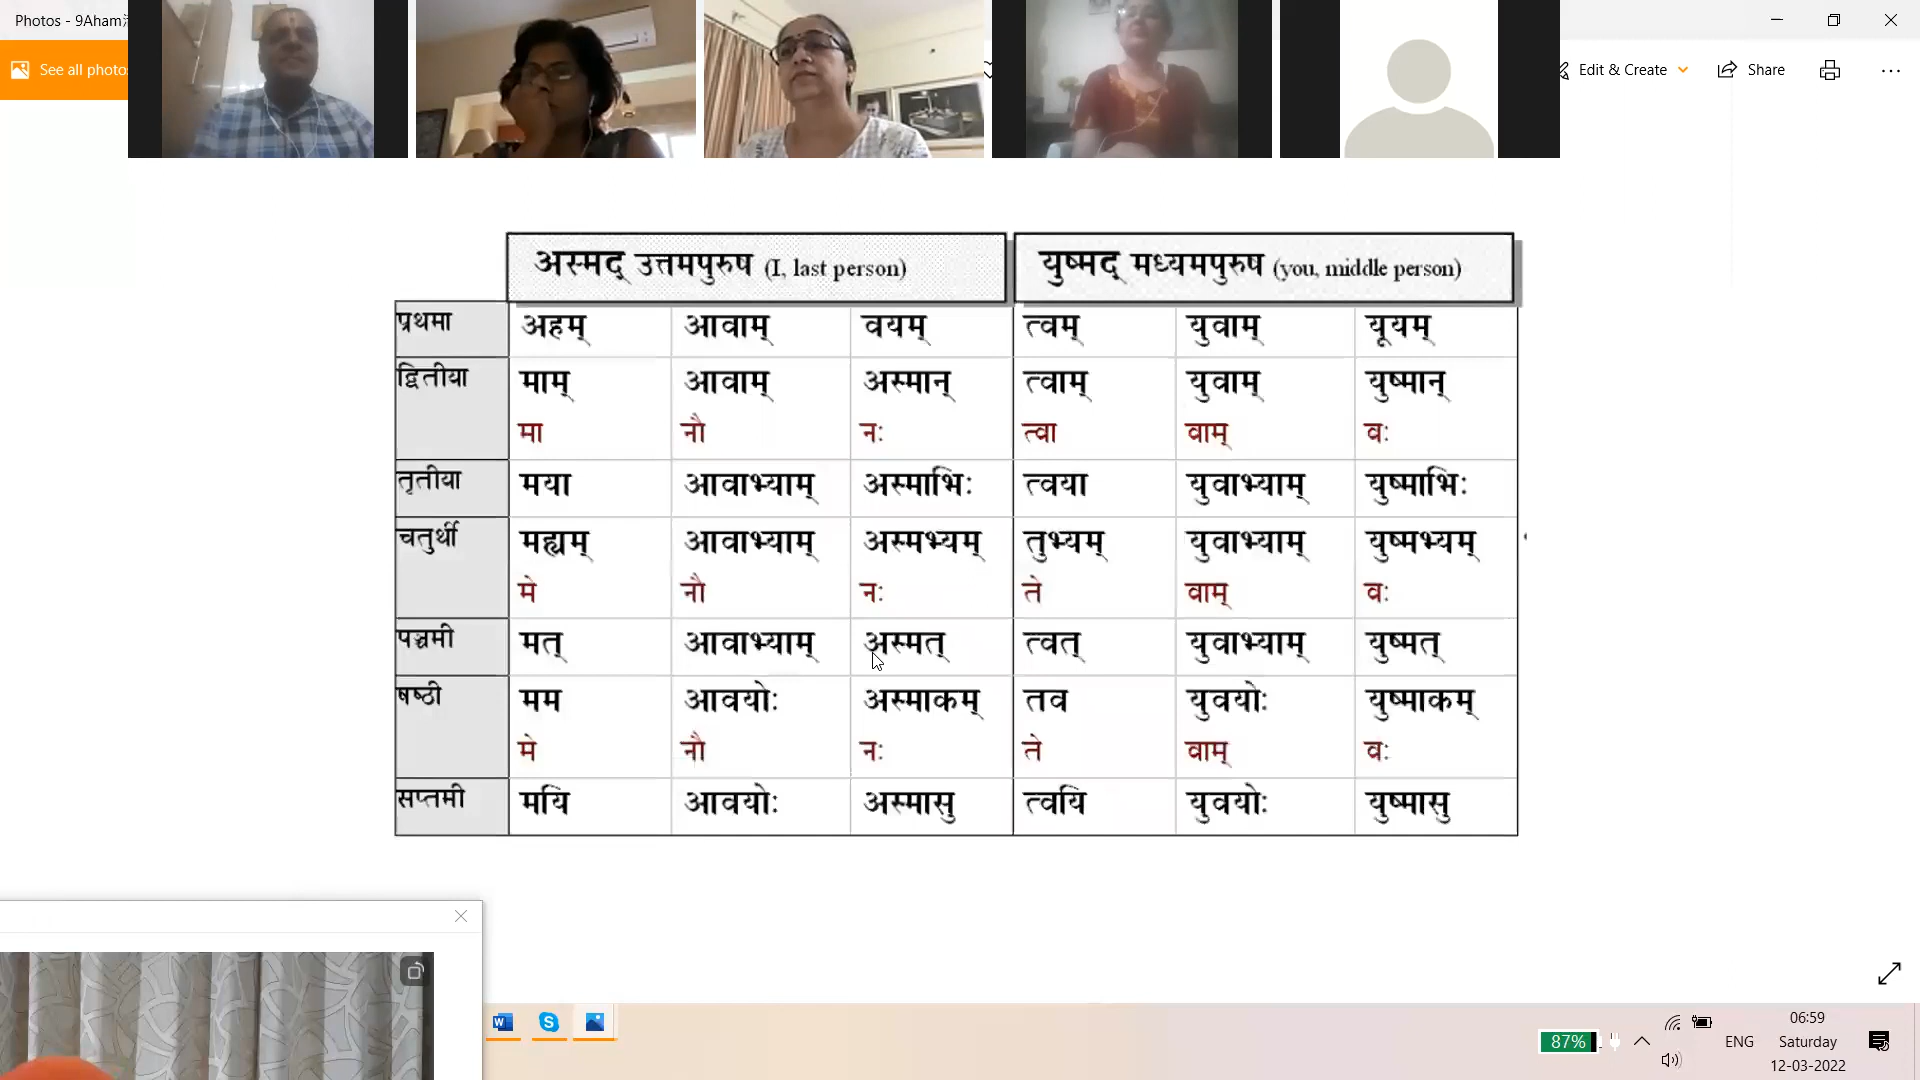 Photos - 9Aham
See all photos
Edit & Create
Share
अस्मद् उत्तमपुरुष (I, last person) युष्मद् मध्यमपुरुष (you, middle person)
प्रथमा अहम् आवाम् वयम् त्वम् युवाम् यूयम्
द्वितीया माम् आवाम् अस्मान् त्वाम् युवाम् युष्मान्
मा नौ नः त्वा वाम् वः
तृतीया मया आवाभ्याम् अस्माभिः त्वया युवाभ्याम् युष्माभिः
चतुर्थी मह्यम् आवाभ्याम् अस्मभ्यम् तुभ्यम् युवाभ्याम् युष्मभ्यम्
मे नौ नः ते वाम् वः
पञ्चमी मत् आवाभ्याम् अस्मत् त्वत् युवाभ्याम् युष्मत्
षष्ठी मम आवयोः अस्माकम् तव युवयोः युष्माकम्
मे नौ नः ते वाम् वः
सप्तमी मयि आवयोः अस्मासु त्वयि युवयोः युष्मासु
87%
ENG
06:59
Saturday
12-03-2022